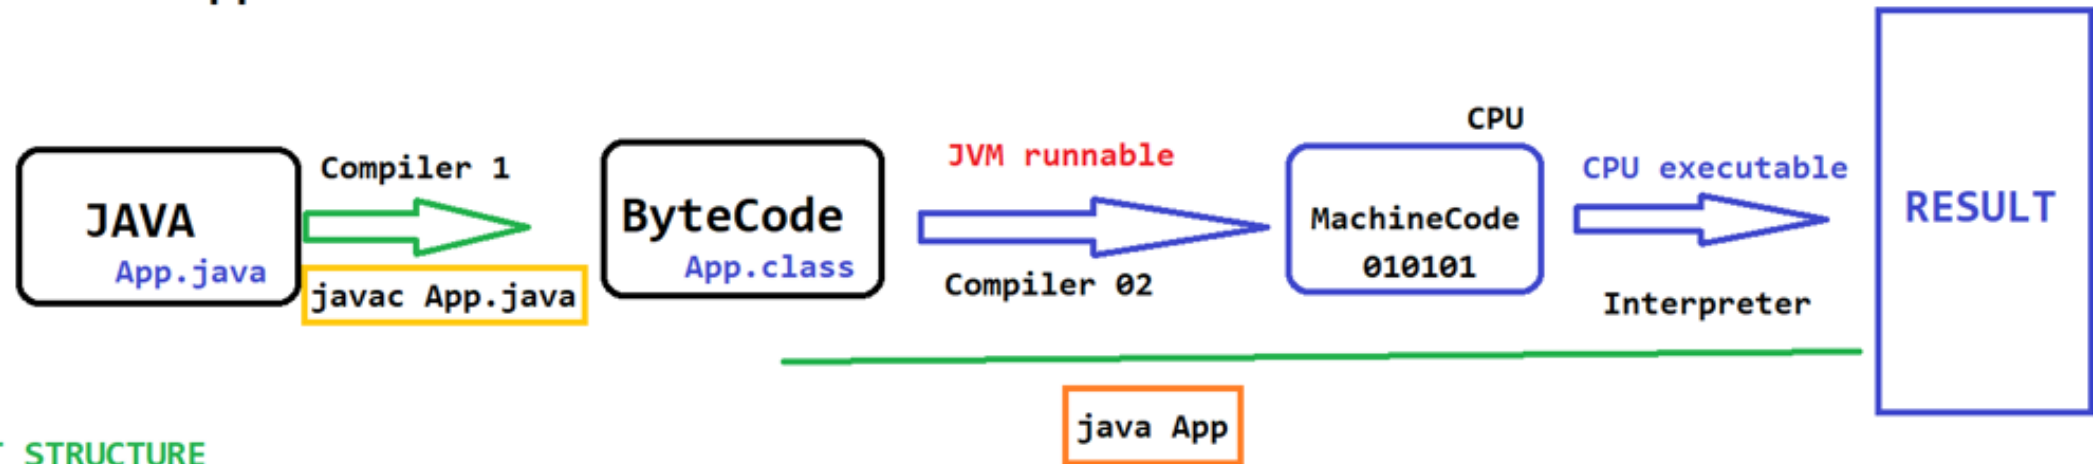 JAVA
App.java
Compiler 1
javac App.java
ByteCode
App.class
JVM runnable
Compiler 02
CPU
MachineCode
010101
CPU executable
Interpreter
RESULT
java App
STRUCTURE